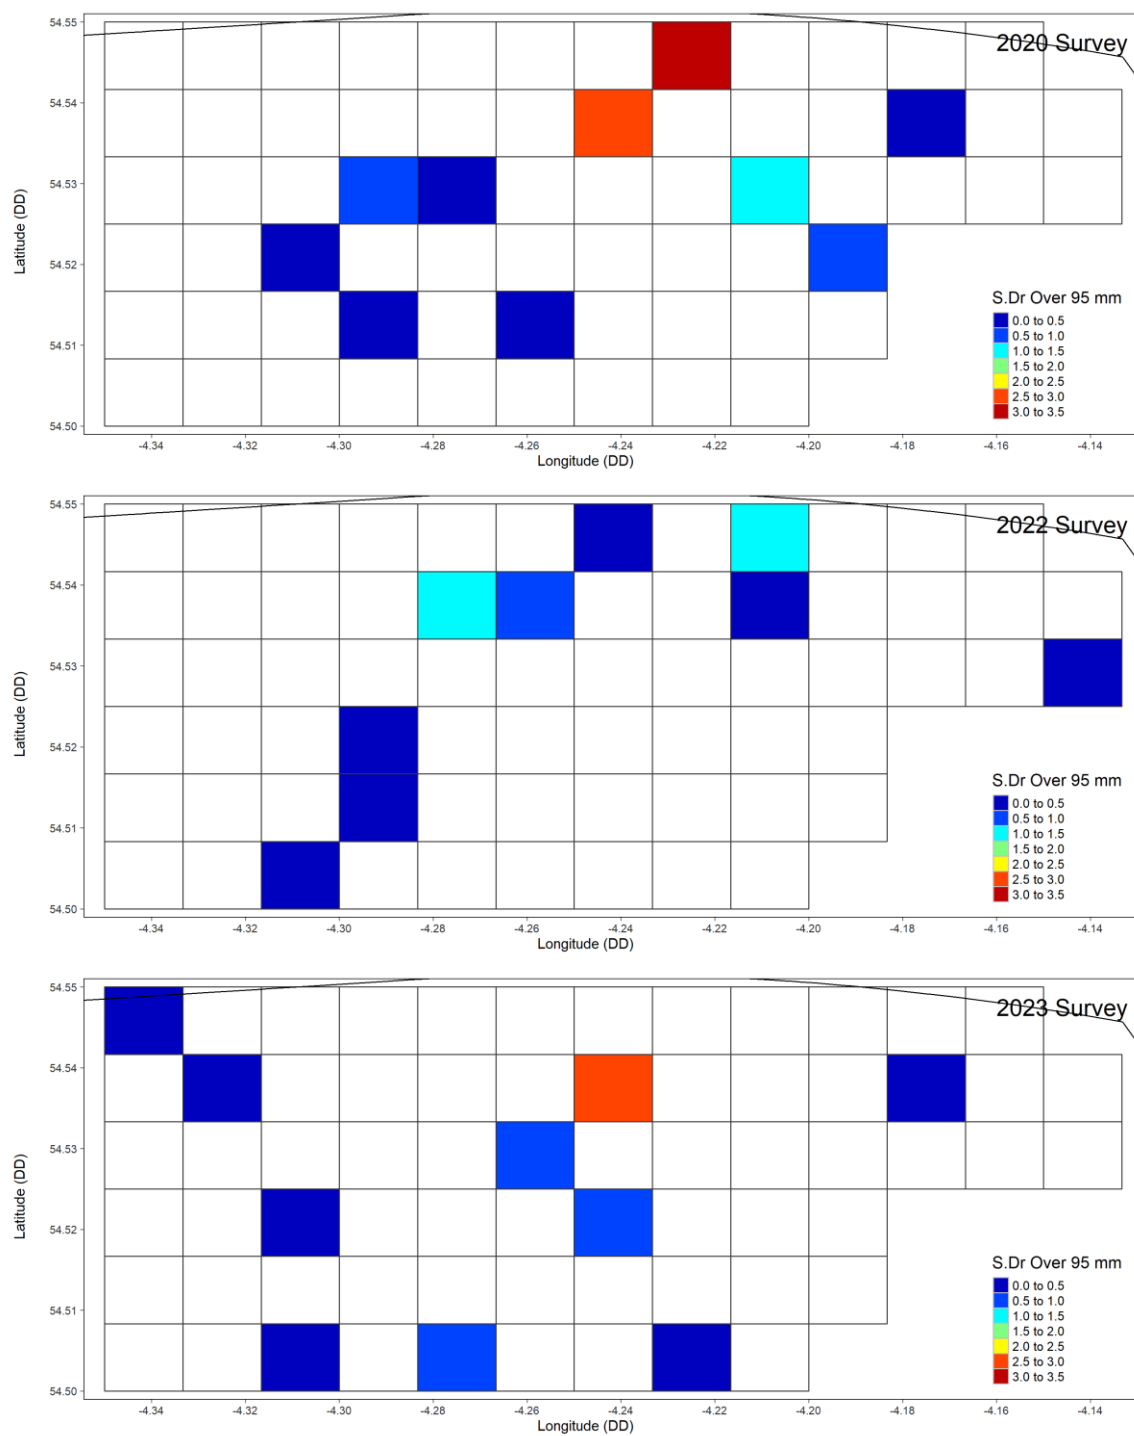 2020 Survey
54.55
54.54
54.53
54.52
54.51
54.50
Latitude (DD)
S.Dr Over 95 mm
0.0 to 0.5
0.5 to 1.0
1.0 to 1.5
1.5 to 2.0
2.0 to 2.5
2.5 to 3.0
3.0 to 3.5
-4.34 -4.32 -4.30 -4.28 -4.26 -4.24 -4.22 -4.20 -4.18 -4.16 -4.14
Longitude (DD)
2022 Survey
54.55
54.54
54.53
54.52
54.51
54.50
Latitude (DD)
S.Dr Over 95 mm
0.0 to 0.5
0.5 to 1.0
1.0 to 1.5
1.5 to 2.0
2.0 to 2.5
2.5 to 3.0
3.0 to 3.5
-4.34 -4.32 -4.30 -4.28 -4.26 -4.24 -4.22 -4.20 -4.18 -4.16 -4.14
Longitude (DD)
2023 Survey
54.55
54.54
54.53
54.52
54.51
54.50
Latitude (DD)
S.Dr Over 95 mm
0.0 to 0.5
0.5 to 1.0
1.0 to 1.5
1.5 to 2.0
2.0 to 2.5
2.5 to 3.0
3.0 to 3.5
-4.34 -4.32 -4.30 -4.28 -4.26 -4.24 -4.22 -4.20 -4.18 -4.16 -4.14
Longitude (DD)